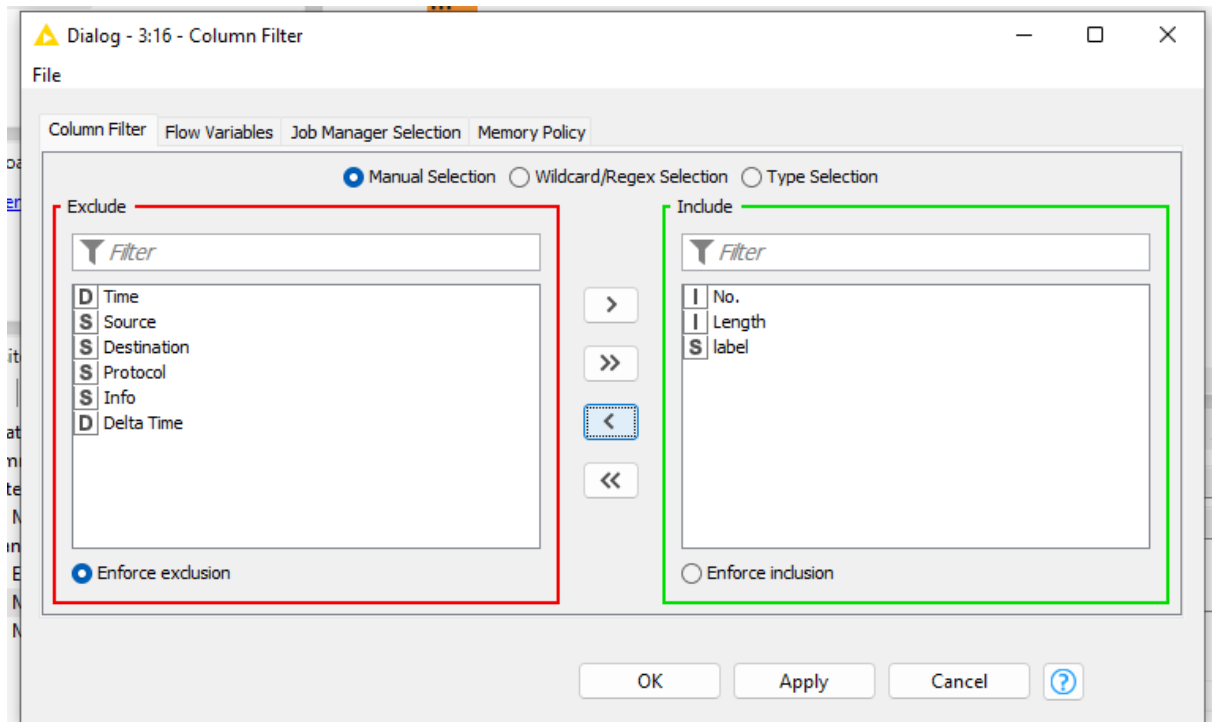 Dialog - 3:16 - Column Filter
File
Column Filter Flow Variables Job Manager Selection Memory Policy
Manual Selection Wildcard/Regex Selection Type Selection
Exclude
Filter
D Time
S Source
S Destination
S Protocol
S Info
D Delta Time
Enforce exclusion
>
>>
<
<<
Include
Filter
I No.
I Length
S label
Enforce inclusion
OK Apply Cancel ?